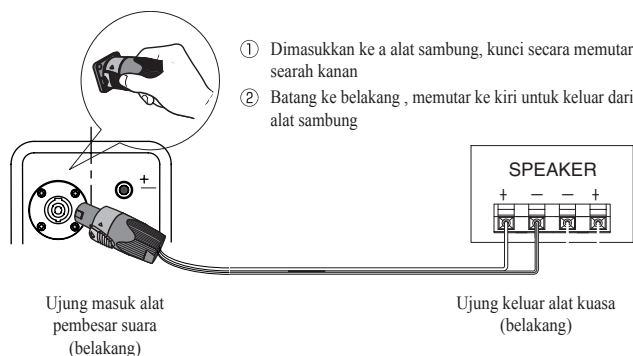 ① Dimasukkan ke a alat sambung, kunci secara memutar
searah kanan
② Batang ke belakang , memutar ke kiri untuk keluar dari
alat sambung
SPEAKER
+ − − +
+
−
Ujung masuk alat
pembesar suara
(belakang)
Ujung keluar alat kuasa
(belakang)